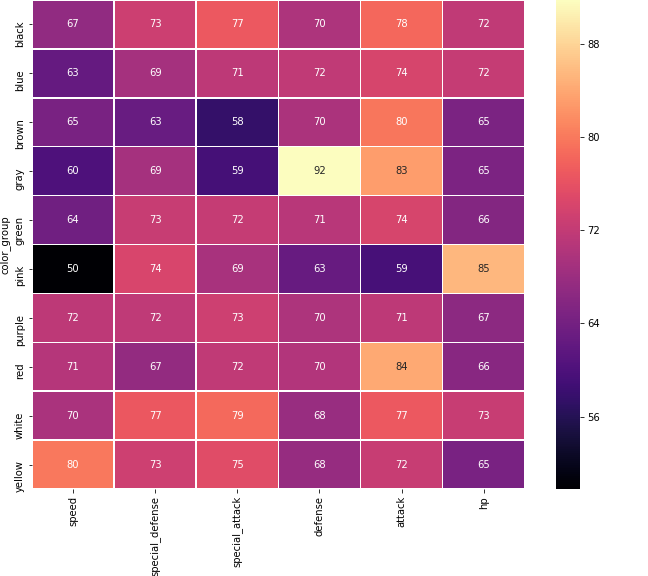 black 67 73 77 70 78 72
blue 63 69 71 72 74 72
brown 65 63 58 70 80 65
gray 60 69 59 92 83 65
green 64 73 72 71 74 66
pink 50 74 69 63 59 85
purple 72 72 73 70 71 67
red 71 67 72 70 84 66
white 70 77 79 68 77 73
yellow 80 73 75 68 72 65
color_group
speed special_defense special_attack defense attack hp
88
80
72
64
56